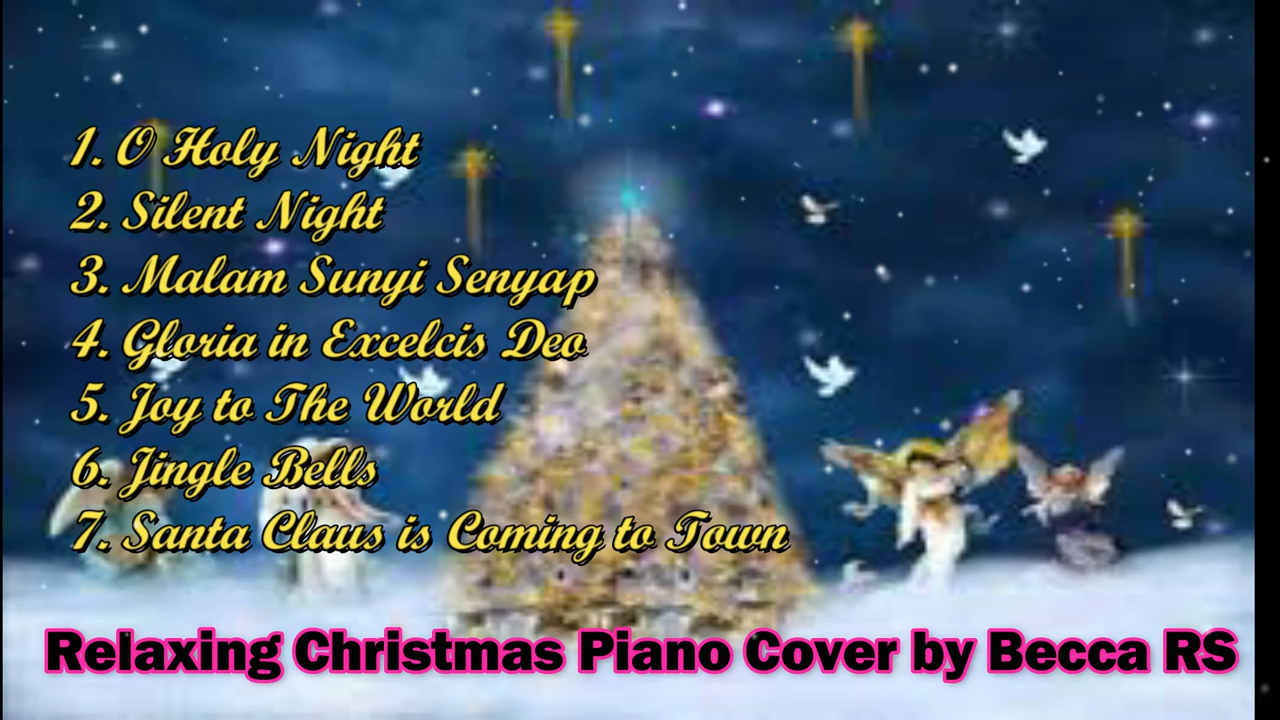 1. O Holy Night
2. Silent Night
3. Malam Sunyi Senyap
4. Gloria in Excelcis Deo
5. Joy to The World
6. Jingle Bells
7. Santa Claus is Coming to Town
Relaxing Christmas Piano Cover by Becca RS